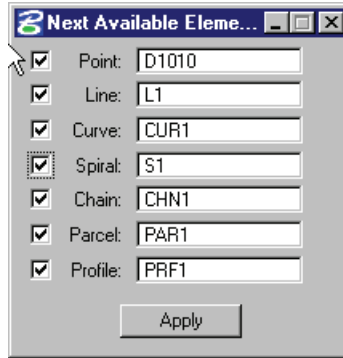 Next Available Eleme...
Point: D1010
Line: L1
Curve: CUR1
Spiral: S1
Chain: CHN1
Parcel: PAR1
Profile: PRF1
Apply